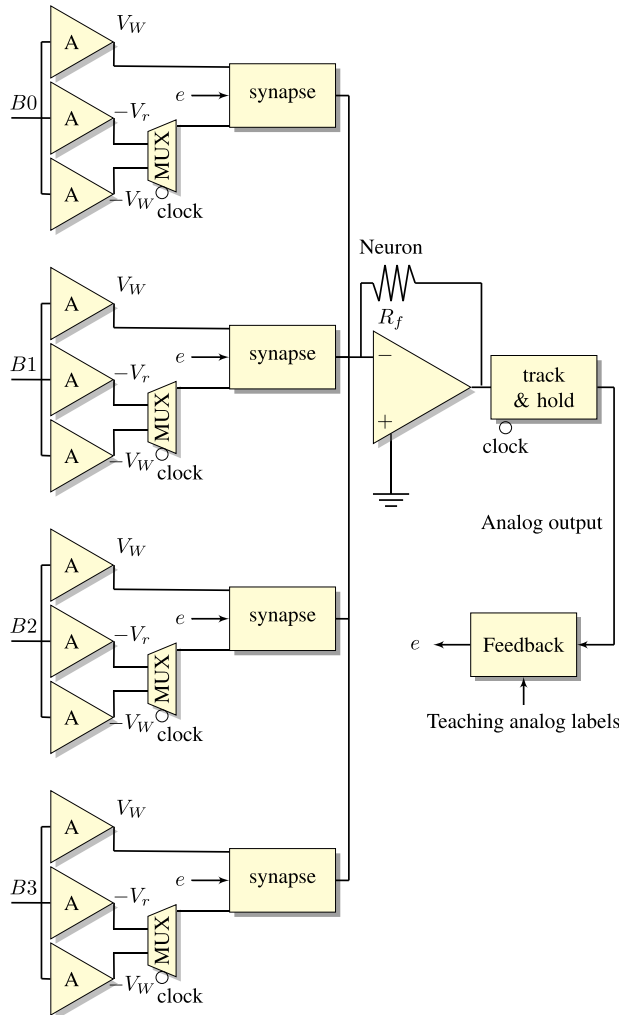 A
$V_W$
B0
A
$-V_r$
MUX
A
$-V_W$
clock
e
synapse
A
$V_W$
B1
A
$-V_r$
MUX
A
$-V_W$
clock
e
synapse
Neuron
$R_f$
−
+
track
& hold
clock
Analog output
A
$V_W$
B2
A
$-V_r$
MUX
A
$-V_W$
clock
e
synapse
e
Feedback
Teaching analog labels
A
$V_W$
B3
A
$-V_r$
MUX
A
$-V_W$
clock
e
synapse